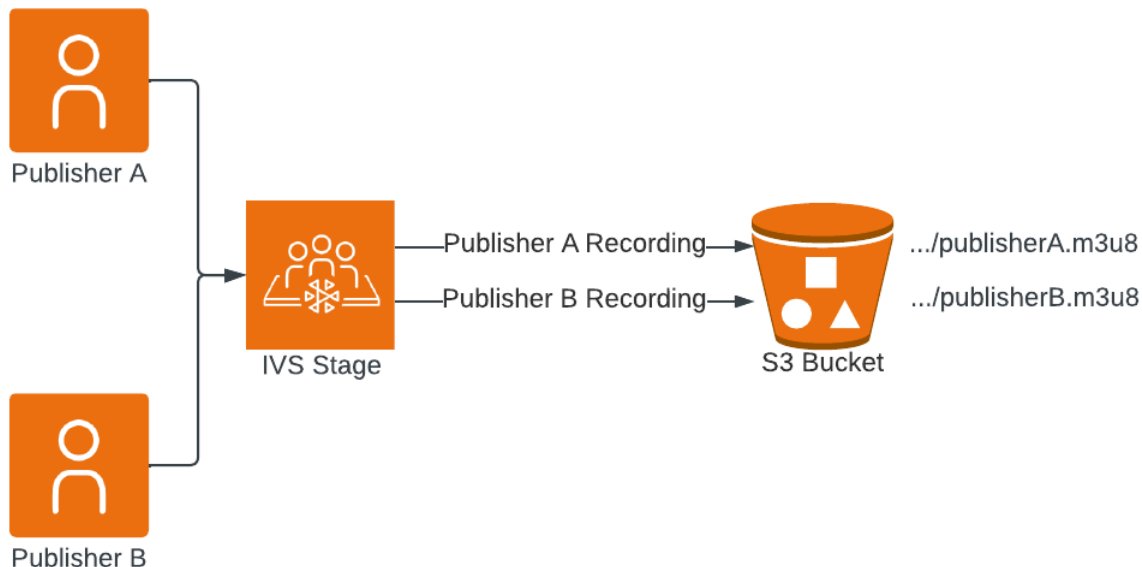 Publisher A
Publisher A Recording
.../publisherA.m3u8
Publisher B Recording
.../publisherB.m3u8
IVS Stage
S3 Bucket
Publisher B